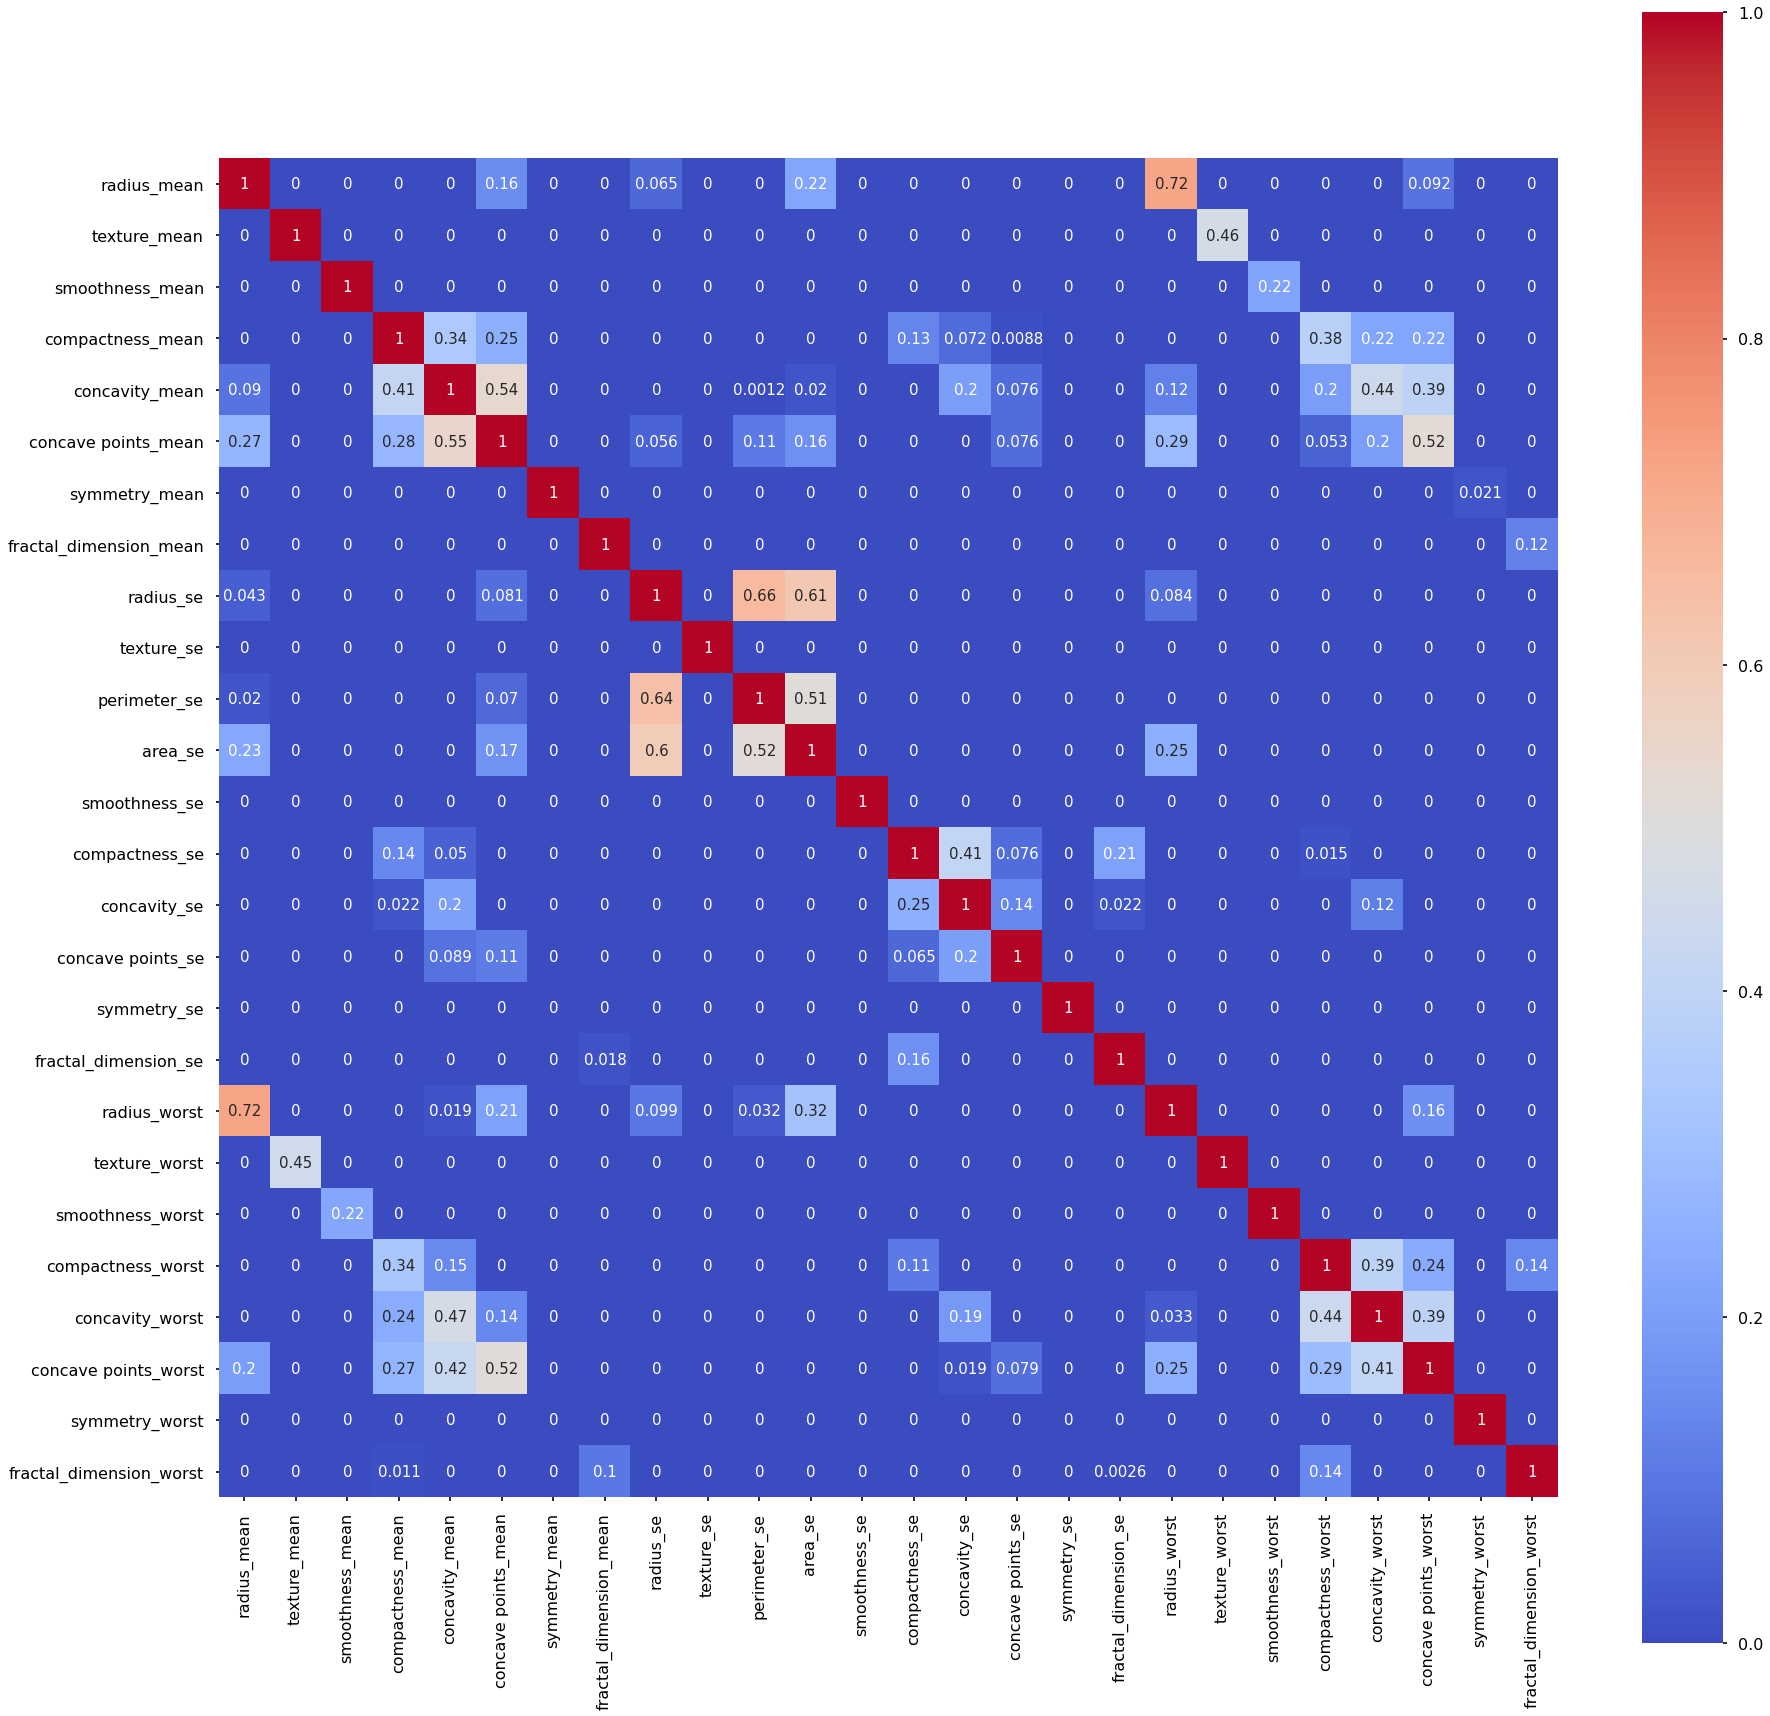 1.0
radius_mean 1 0 0 0 0 0.16 0 0 0.065 0 0 0.22 0 0 0 0 0 0 0.72 0 0 0 0 0.092 0 0
texture_mean 0 1 0 0 0 0 0 0 0 0 0 0 0 0 0 0 0 0 0 0.46 0 0 0 0 0 0
smoothness_mean 0 0 1 0 0 0 0 0 0 0 0 0 0 0 0 0 0 0 0 0 0.22 0 0 0 0 0
compactness_mean 0 0 0 1 0.34 0.25 0 0 0 0 0 0 0 0.13 0.072 0.0088 0 0 0 0 0 0.38 0.22 0.22 0 0
0.8
concavity_mean 0.09 0 0 0.41 1 0.54 0 0 0 0 0.0012 0.02 0 0 0.2 0.076 0 0 0.12 0 0 0.2 0.44 0.39 0 0
concave points_mean 0.27 0 0 0.28 0.55 1 0 0 0.056 0 0.11 0.16 0 0 0 0.076 0 0 0.29 0 0 0.053 0.2 0.52 0 0
symmetry_mean 0 0 0 0 0 0 1 0 0 0 0 0 0 0 0 0 0 0 0 0 0 0 0 0 0.021 0
fractal_dimension_mean 0 0 0 0 0 0 0 1 0 0 0 0 0 0 0 0 0 0 0 0 0 0 0 0 0 0.12
radius_se 0.043 0 0 0 0 0.081 0 0 1 0 0.66 0.61 0 0 0 0 0 0 0.084 0 0 0 0 0 0 0
texture_se 0 0 0 0 0 0 0 0 0 1 0 0 0 0 0 0 0 0 0 0 0 0 0 0 0 0
0.6
perimeter_se 0.02 0 0 0 0 0.07 0 0 0.64 0 1 0.51 0 0 0 0 0 0 0 0 0 0 0 0 0 0
area_se 0.23 0 0 0 0 0.17 0 0 0.6 0 0.52 1 0 0 0 0 0 0 0.25 0 0 0 0 0 0 0
smoothness_se 0 0 0 0 0 0 0 0 0 0 0 0 1 0 0 0 0 0 0 0 0 0 0 0 0 0
compactness_se 0 0 0 0.14 0.05 0 0 0 0 0 0 0 0 1 0.41 0.076 0 0.21 0 0 0 0.015 0 0 0 0
concavity_se 0 0 0 0.022 0.2 0 0 0 0 0 0 0 0 0.25 1 0.14 0 0.022 0 0 0 0 0.12 0 0 0
concave points_se 0 0 0 0 0.089 0.11 0 0 0 0 0 0 0 0.065 0.2 1 0 0 0 0 0 0 0 0 0 0
0.4
symmetry_se 0 0 0 0 0 0 0 0 0 0 0 0 0 0 0 0 1 0 0 0 0 0 0 0 0 0
fractal_dimension_se 0 0 0 0 0 0 0 0.018 0 0 0 0 0 0.16 0 0 0 1 0 0 0 0 0 0 0 0
radius_worst 0.72 0 0 0 0.019 0.21 0 0 0.099 0 0.032 0.32 0 0 0 0 0 0 1 0 0 0 0 0.16 0 0
texture_worst 0 0.45 0 0 0 0 0 0 0 0 0 0 0 0 0 0 0 0 0 1 0 0 0 0 0 0
smoothness_worst 0 0 0.22 0 0 0 0 0 0 0 0 0 0 0 0 0 0 0 0 0 1 0 0 0 0 0
compactness_worst 0 0 0 0.34 0.15 0 0 0 0 0 0 0 0 0.11 0 0 0 0 0 0 0 1 0.39 0.24 0 0.14
concavity_worst 0 0 0 0.24 0.47 0.14 0 0 0 0 0 0 0 0 0.19 0 0 0 0.033 0 0 0.44 1 0.39 0 0
0.2
concave points_worst 0.2 0 0 0.27 0.42 0.52 0 0 0 0 0 0 0 0 0.019 0.079 0 0 0.25 0 0 0.29 0.41 1 0 0
symmetry_worst 0 0 0 0 0 0 0 0 0 0 0 0 0 0 0 0 0 0 0 0 0 0 0 0 1 0
fractal_dimension_worst 0 0 0 0.011 0 0 0 0.1 0 0 0 0 0 0 0 0 0 0.0026 0 0 0 0.14 0 0 0 1
0.0
radius_mean
texture_mean
smoothness_mean
compactness_mean
concavity_mean
concave points_mean
symmetry_mean
fractal_dimension_mean
radius_se
texture_se
perimeter_se
area_se
smoothness_se
compactness_se
concavity_se
concave points_se
symmetry_se
fractal_dimension_se
radius_worst
texture_worst
smoothness_worst
compactness_worst
concavity_worst
concave points_worst
symmetry_worst
fractal_dimension_worst